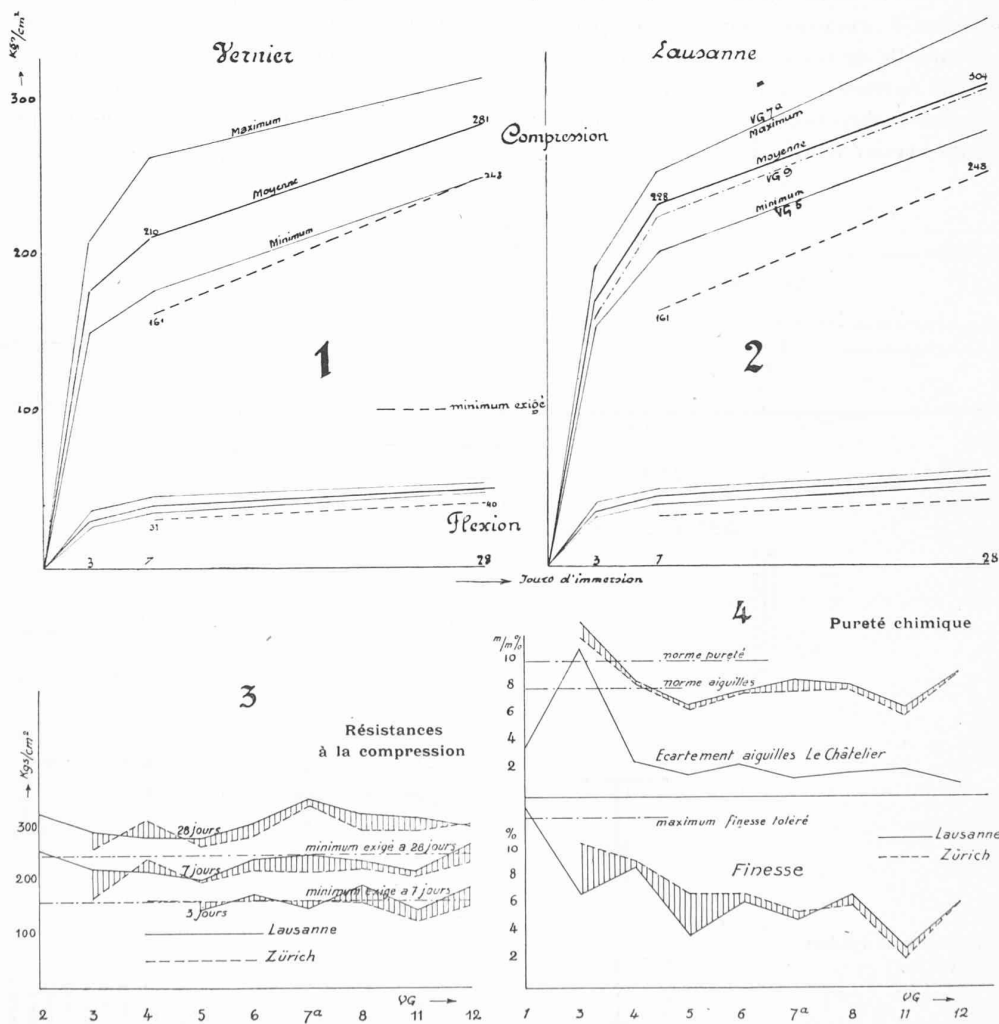 Kgs/cm²
Vernier
Lausanne
300
200
100
Maximum
281
Compression
Moyenne
210
248
Minimum
161
1
minimum exigé
40
Flexion
31
3
7
28
VG 7a
Maximum
304
Moyenne
VG 9
228
Minimum
VG 5
248
161
2
3
7
28
Jours d'immersion
3
Résistances
à la compression
Kgs/cm²
300
200
100
28 jours
minimum exigé à 28 jours
7 jours
minimum exigé à 7 jours
3 jours
Lausanne
Zürich
VG
2 3 4 5 6 7a 8 11 12
4
Pureté chimique
m/m%
10
8
6
4
2
norme pureté
norme aiguilles
Ecartement aiguilles Le Châtelier
%
10
8
6
4
2
maximum finesse toléré
Lausanne
Zürich
Finesse
VG
1 3 4 5 6 7a 8 11 12